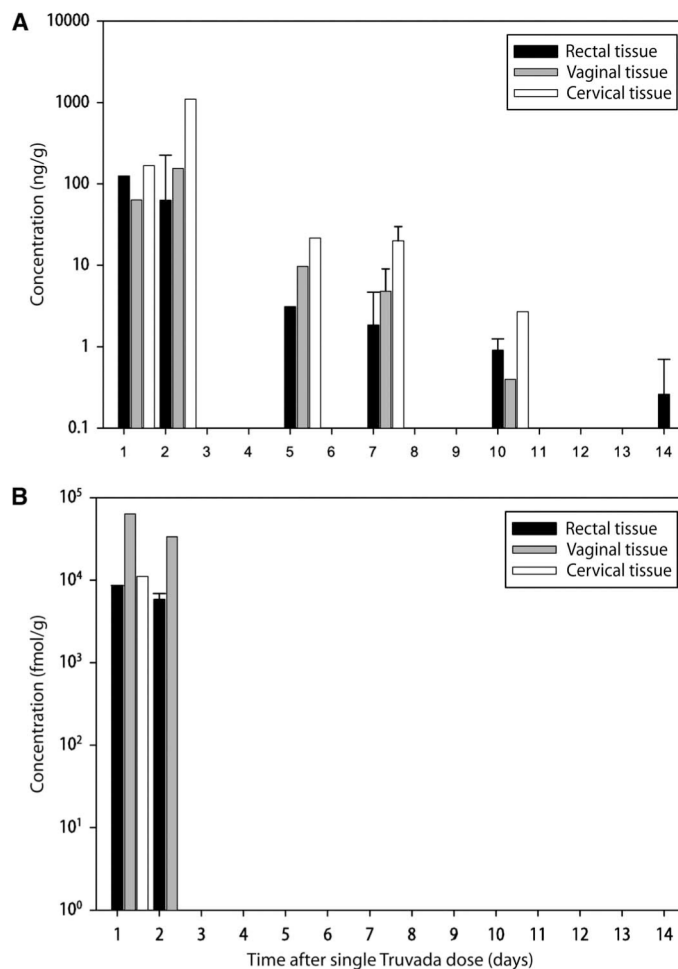 A
10000
1000
100
10
1
0.1
Concentration (ng/g)
Rectal tissue
Vaginal tissue
Cervical tissue
1 2 3 4 5 6 7 8 9 10 11 12 13 14
B
10⁵
10⁴
10³
10²
10¹
10⁰
Concentration (fmol/g)
Rectal tissue
Vaginal tissue
Cervical tissue
1 2 3 4 5 6 7 8 9 10 11 12 13 14
Time after single Truvada dose (days)